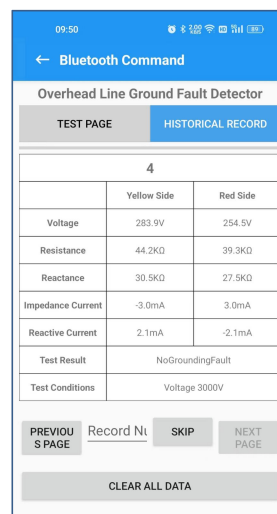 09:50
← Bluetooth Command
Overhead Line Ground Fault Detector
TEST PAGE HISTORICAL RECORD
4
Yellow Side Red Side
Voltage 283.9V 254.5V
Resistance 44.2KΩ 39.3KΩ
Reactance 30.5KΩ 27.5KΩ
Impedance Current -3.0mA 3.0mA
Reactive Current 2.1mA -2.1mA
Test Result NoGroundingFault
Test Conditions Voltage 3000V
PREVIOU
S PAGE
Record Nu SKIP NEXT
PAGE
CLEAR ALL DATA